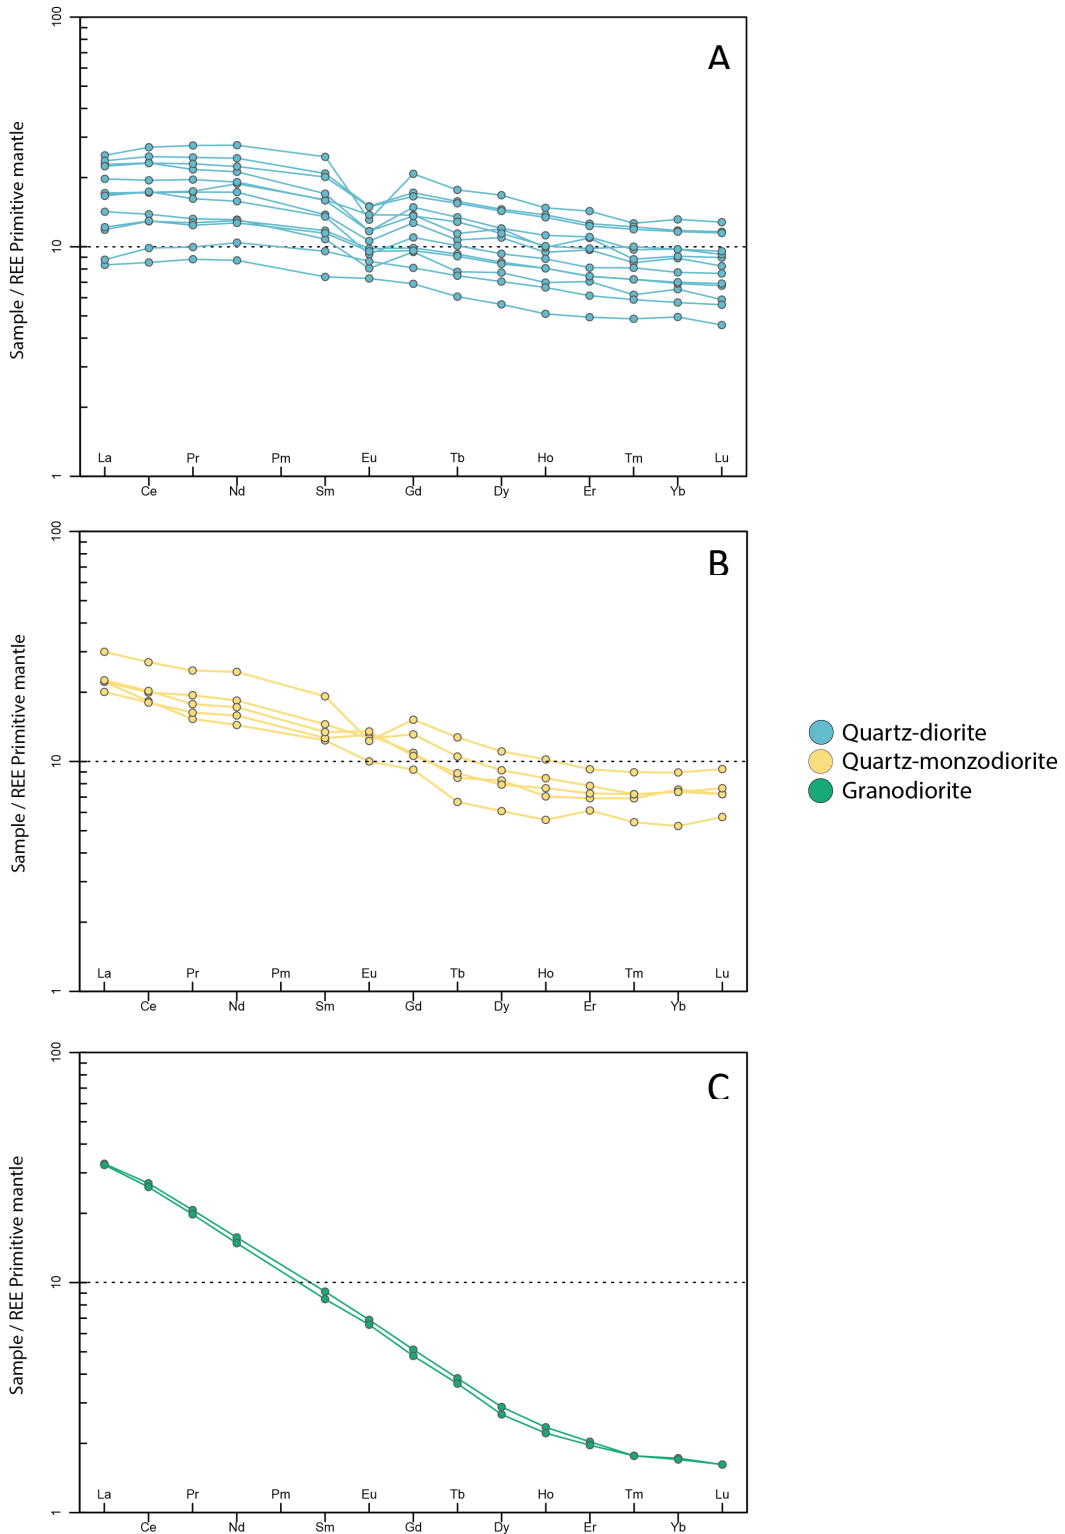 100
A
Sample / REE Primitive mantle
10
La Pr Pm Eu Tb Ho Tm Lu
1
Ce Nd Sm Gd Dy Er Yb
100
B
Sample / REE Primitive mantle
10
La Pr Pm Eu Tb Ho Tm Lu
1
Ce Nd Sm Gd Dy Er Yb
Quartz-diorite
Quartz-monzodiorite
Granodiorite
100
C
Sample / REE Primitive mantle
10
La Pr Pm Eu Tb Ho Tm Lu
1
Ce Nd Sm Gd Dy Er Yb